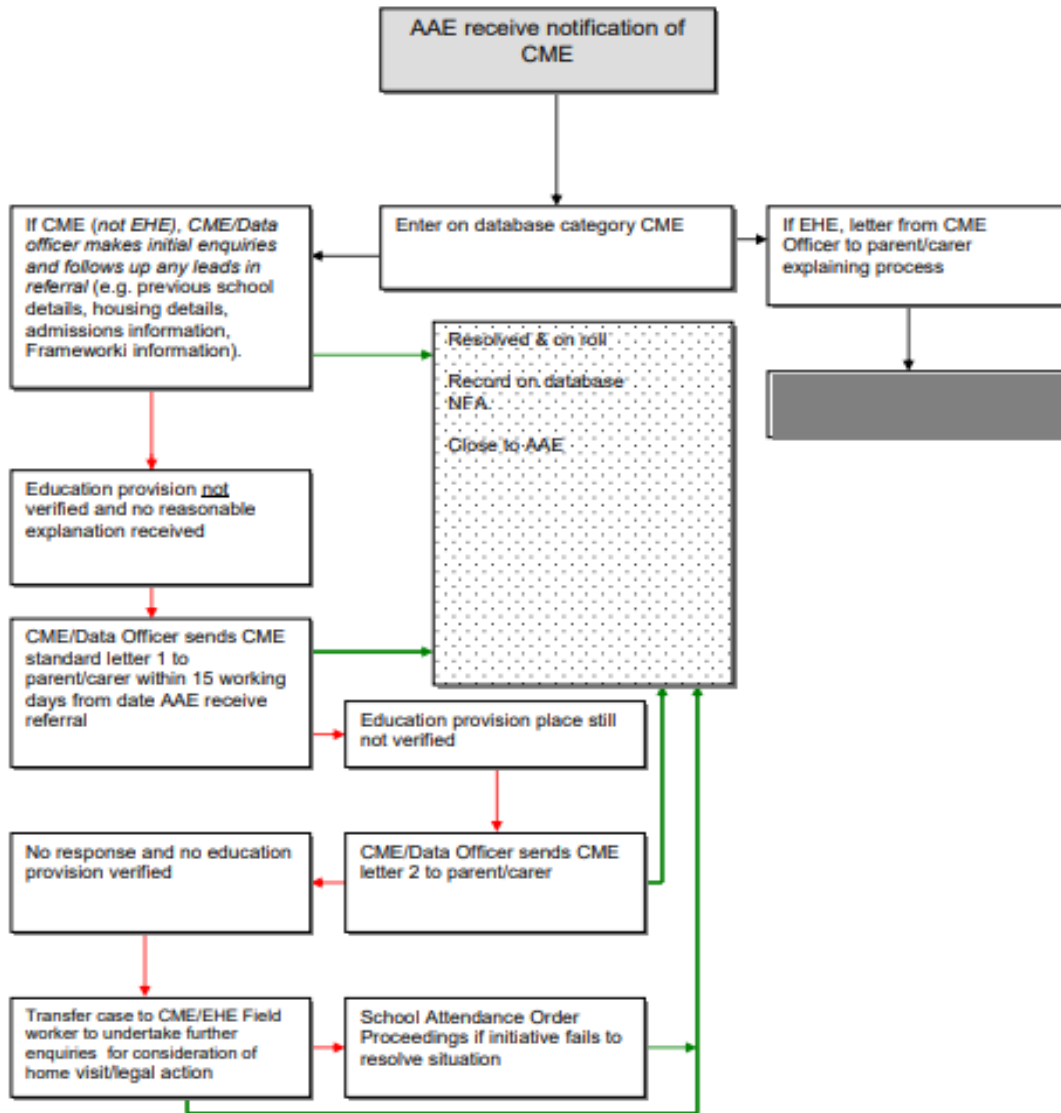 AAE receive notification of
CME
If CME (not EHE), CME/Data
officer makes initial enquiries
and follows up any leads in
referral (e.g. previous school
details, housing details,
admissions information,
Frameworki information).
Enter on database category CME
If EHE, letter from CME
Officer to parent/carer
explaining process
Resolved & on roll
Record on database
NFA.
Close to AAE
Education provision not
verified and no reasonable
explanation received
CME/Data Officer sends CME
standard letter 1 to
parent/carer within 15 working
days from date AAE receive
referral
Education provision place still
not verified
No response and no education
provision verified
CME/Data Officer sends CME
letter 2 to parent/carer
Transfer case to CME/EHE Field
worker to undertake further
enquiries for consideration of
home visit/legal action
School Attendance Order
Proceedings if initiative fails to
resolve situation